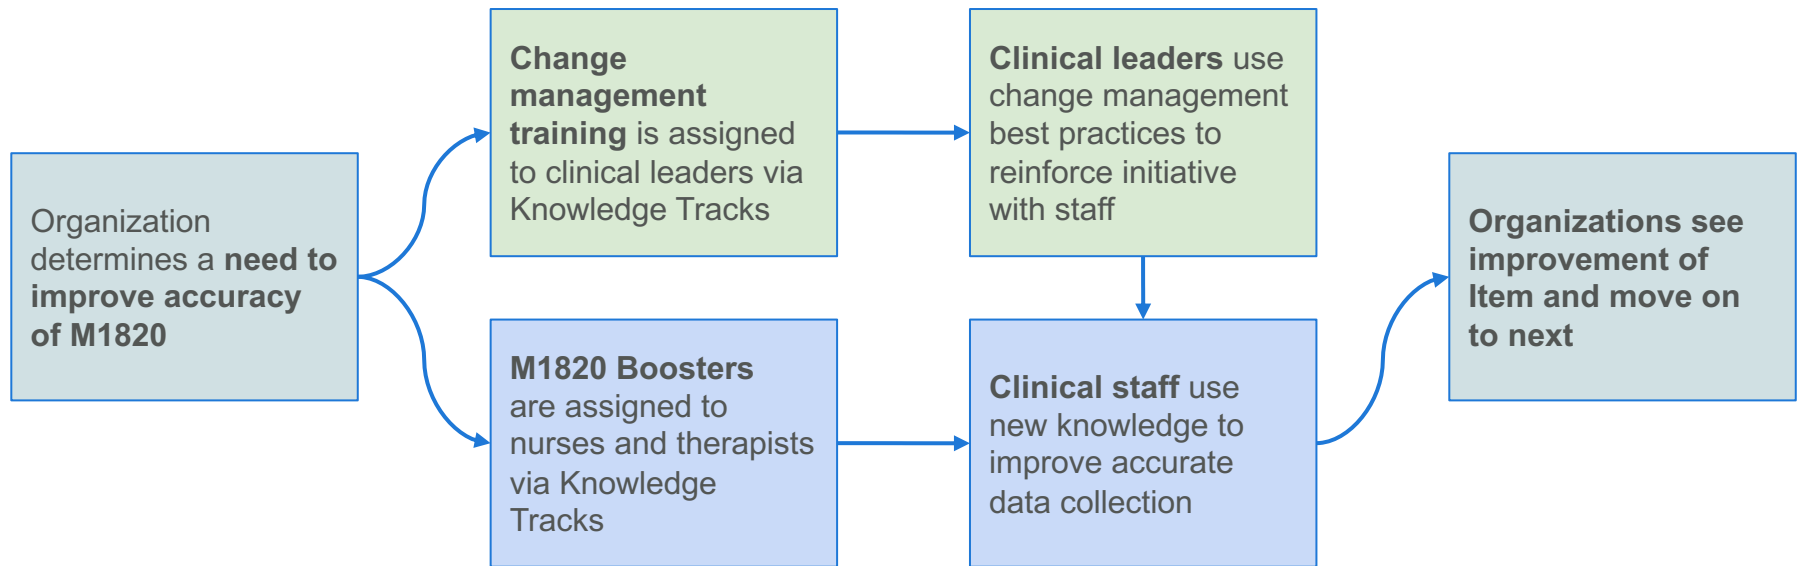 Organization
determines a need to
improve accuracy
of M1820
Change
management
training is assigned
to clinical leaders via
Knowledge Tracks
Clinical leaders use
change management
best practices to
reinforce initiative
with staff
M1820 Boosters
are assigned to
nurses and therapists
via Knowledge
Tracks
Clinical staff use
new knowledge to
improve accurate
data collection
Organizations see
improvement of
Item and move on
to next